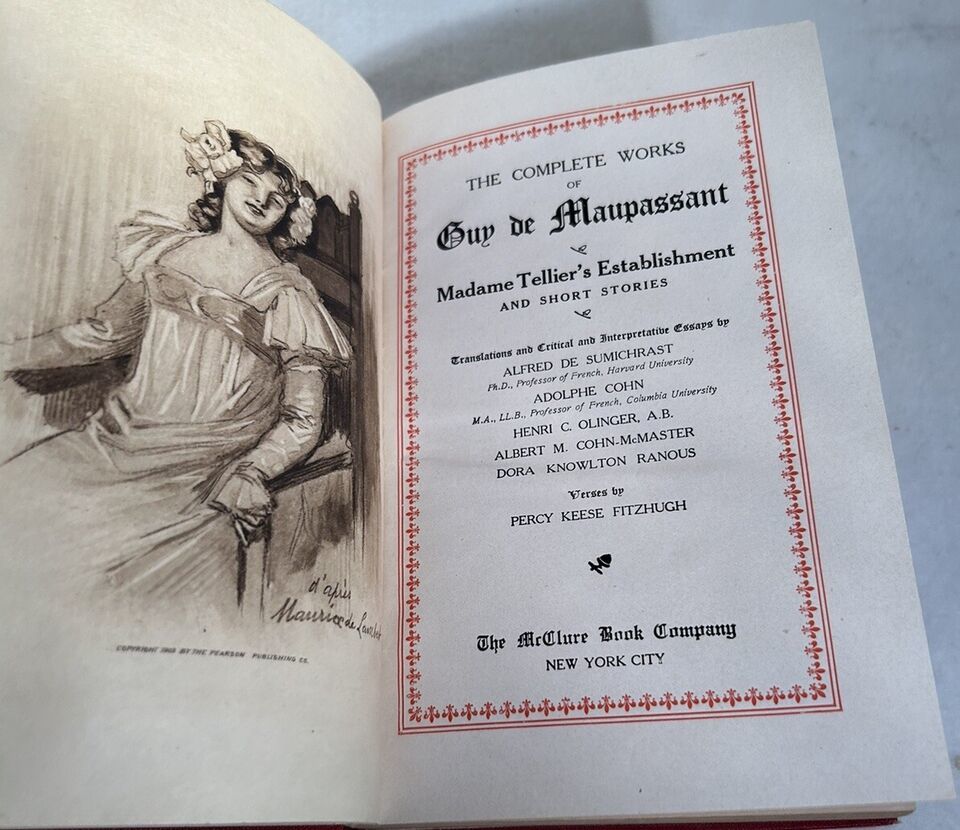 d'après
Maurice de
COPYRIGHT 1903 BY THE PEARSON PUBLISHING CO.
THE COMPLETE WORKS
OF
Guy de Maupassant
Madame Tellier's Establishment
AND SHORT STORIES
Translations and Critical and Interpretative Essays by
ALFRED DE SUMICHRAST
Ph.D., Professor of French, Harvard University
ADOLPHE COHN
M.A., LL.B., Professor of French, Columbia University
HENRI C. OLINGER, A.B.
ALBERT M. COHN-McMASTER
DORA KNOWLTON RANOUS
Verses by
PERCY KEESE FITZHUGH
The McClure Book Company
NEW YORK CITY